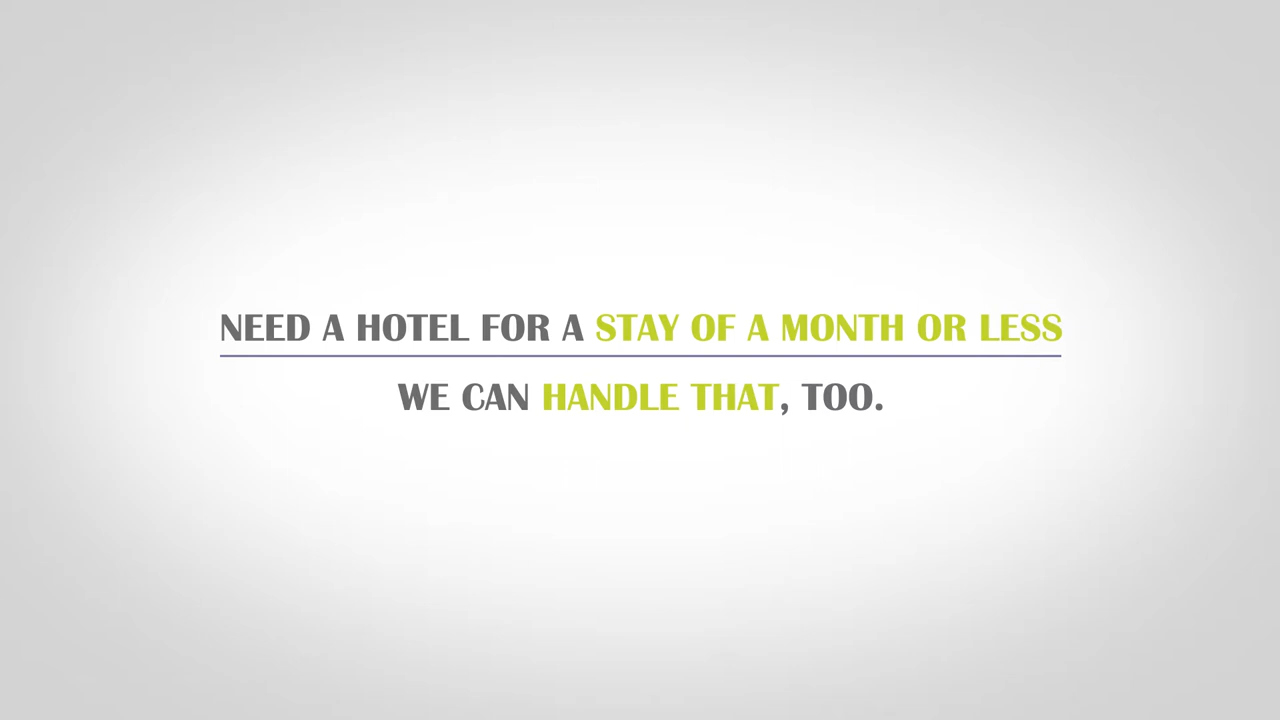 NEED A HOTEL FOR A STAY OF A MONTH OR LESS
WE CAN HANDLE THAT, TOO.